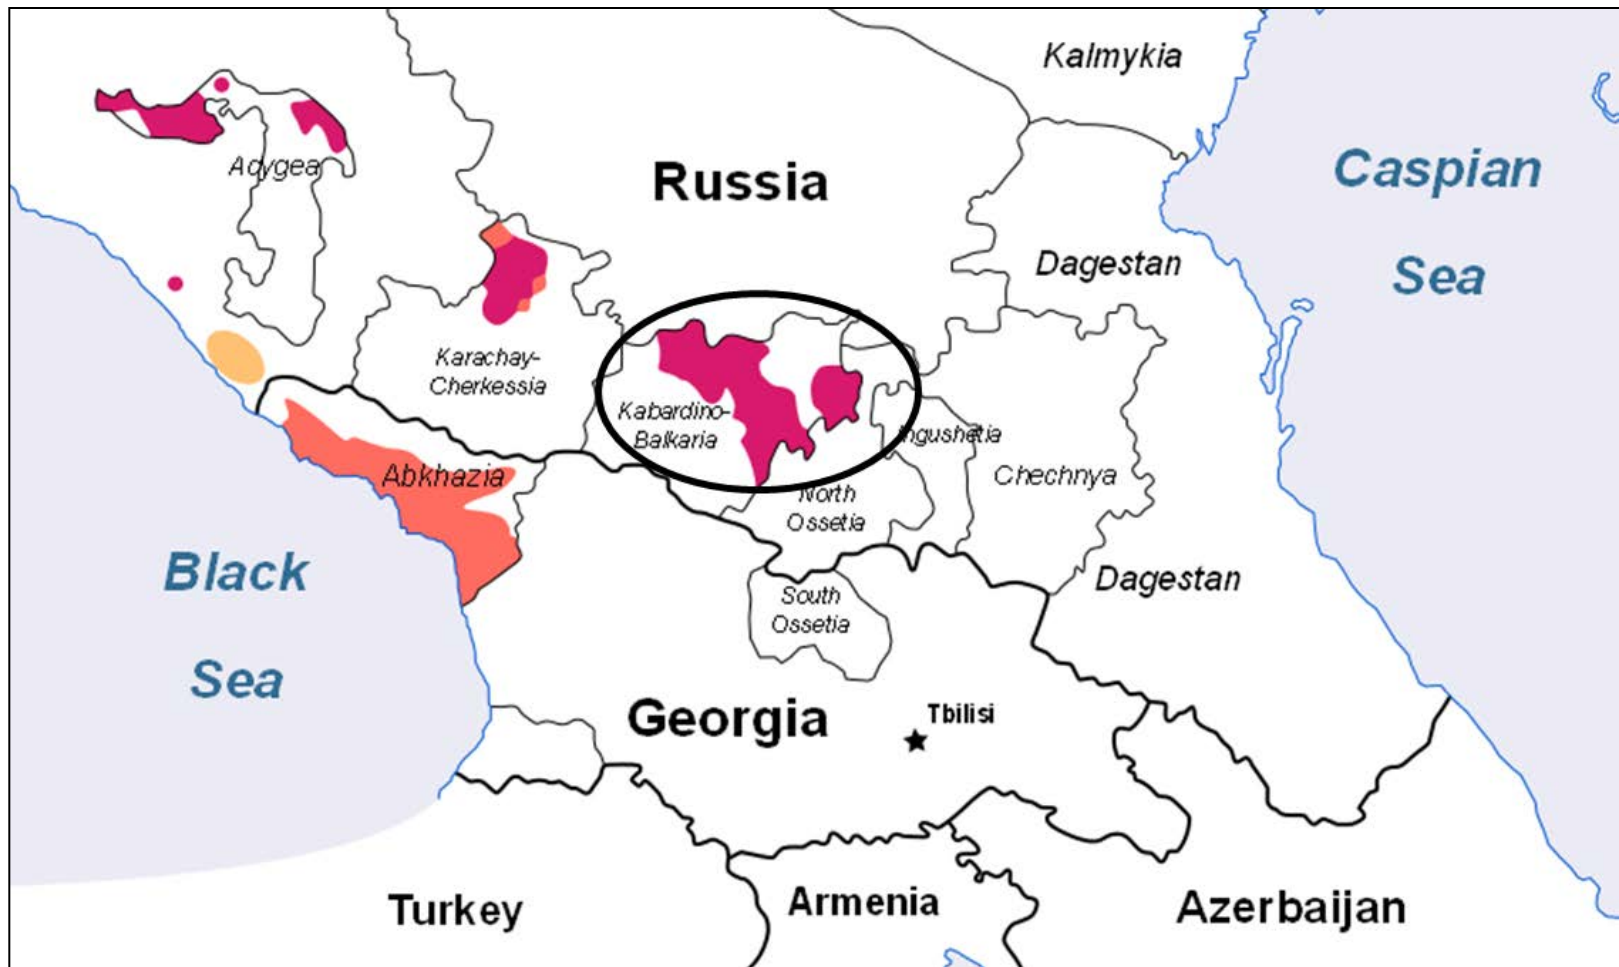 Kalmykia
Adygea
Russia
Caspian
Sea
Dagestan
Karachay-
Cherkessia
Kabardino-
Balkaria
Ingushetia
Chechnya
Abkhazia
North
Ossetia
Black
Sea
Dagestan
South
Ossetia
Georgia
Tbilisi
Turkey
Armenia
Azerbaijan